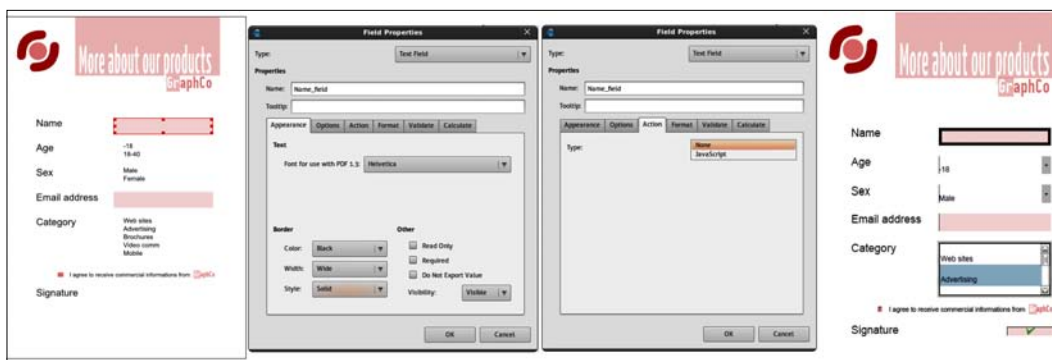 More about our products
GraphCo
Name
Age
-18
18-40
Sex
Male
Female
Email address
Category
Web sites
Advertising
Brochures
Video comm
Mobile
I agree to receive commercial informations from GraphCo
Signature
Field Properties
Type:
Text Field
Properties
Name:
Name_field
Tooltip:
Appearance
Options
Action
Format
Validate
Calculate
Text
Font for use with PDF 1.3:
Helvetica
Border
Color:
Black
Width:
Wide
Style:
Solid
Other
Read Only
Required
Do Not Export Value
Visibility:
Visible
OK
Cancel
Field Properties
Type:
Text Field
Properties
Name:
Name_field
Tooltip:
Appearance
Options
Action
Format
Validate
Calculate
Type:
None
JavaScript
OK
Cancel
More about our products
GraphCo
Name
Age
-18
Sex
Male
Email address
Category
Web sites
Advertising
I agree to receive commercial informations from
Signature